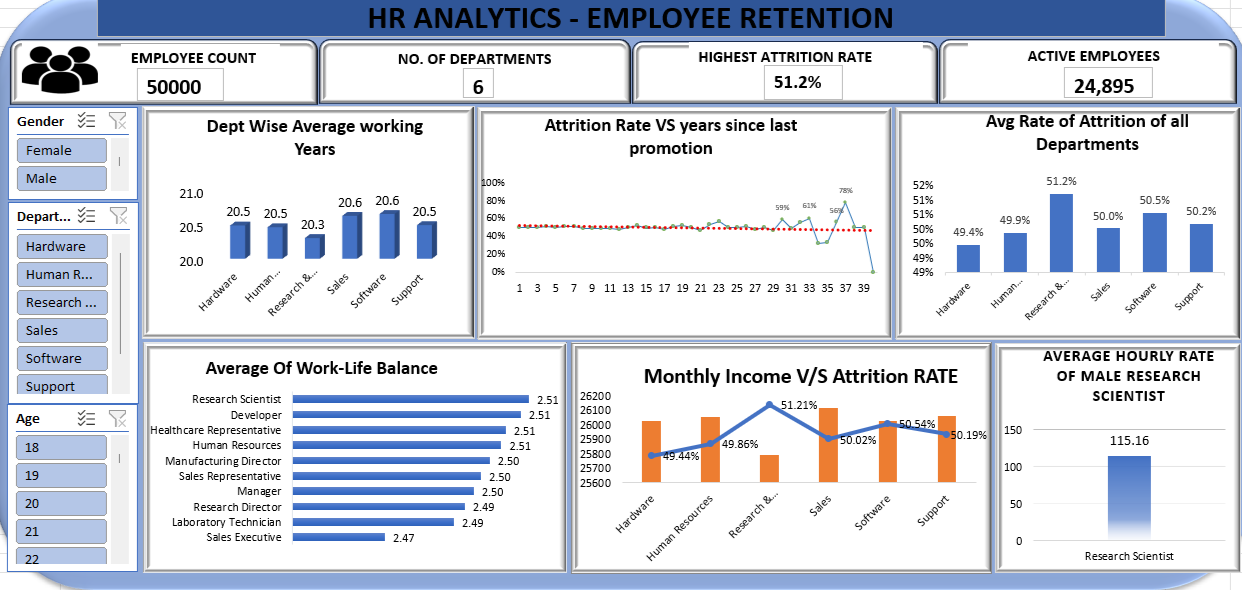 HR ANALYTICS - EMPLOYEE RETENTION
EMPLOYEE COUNT
50000
NO. OF DEPARTMENTS
6
HIGHEST ATTRITION RATE
51.2%
ACTIVE EMPLOYEES
24,895
Gender
Female
Male
Depart...
Hardware
Human R...
Research ...
Sales
Software
Support
Age
18
19
20
21
22
Dept Wise Average working
Years
21.0
20.5
20.0
20.5
20.5
20.3
20.6
20.6
20.5
Hardware
Human...
Research &...
Sales
Software
Support
Attrition Rate VS years since last
promotion
100%
80%
60%
40%
20%
0%
59%
61%
56%
78%
1 3 5 7 9 11 13 15 17 19 21 23 25 27 29 31 33 35 37 39
Avg Rate of Attrition of all
Departments
52%
51%
51%
50%
50%
49%
49%
49.4%
49.9%
51.2%
50.0%
50.5%
50.2%
Hardware
Human...
Research &...
Sales
Software
Support
Average Of Work-Life Balance
Research Scientist 2.51
Developer 2.51
Healthcare Representative 2.51
Human Resources 2.51
Manufacturing Director 2.50
Sales Representative 2.50
Manager 2.50
Research Director 2.49
Laboratory Technician 2.49
Sales Executive 2.47
Monthly Income V/S Attrition RATE
26200
26100
26000
25900
25800
25700
25600
49.44%
49.86%
51.21%
50.02%
50.54%
50.19%
Hardware
Human Resources
Research &...
Sales
Software
Support
AVERAGE HOURLY RATE
OF MALE RESEARCH
SCIENTIST
150
100
50
0
115.16
Research Scientist